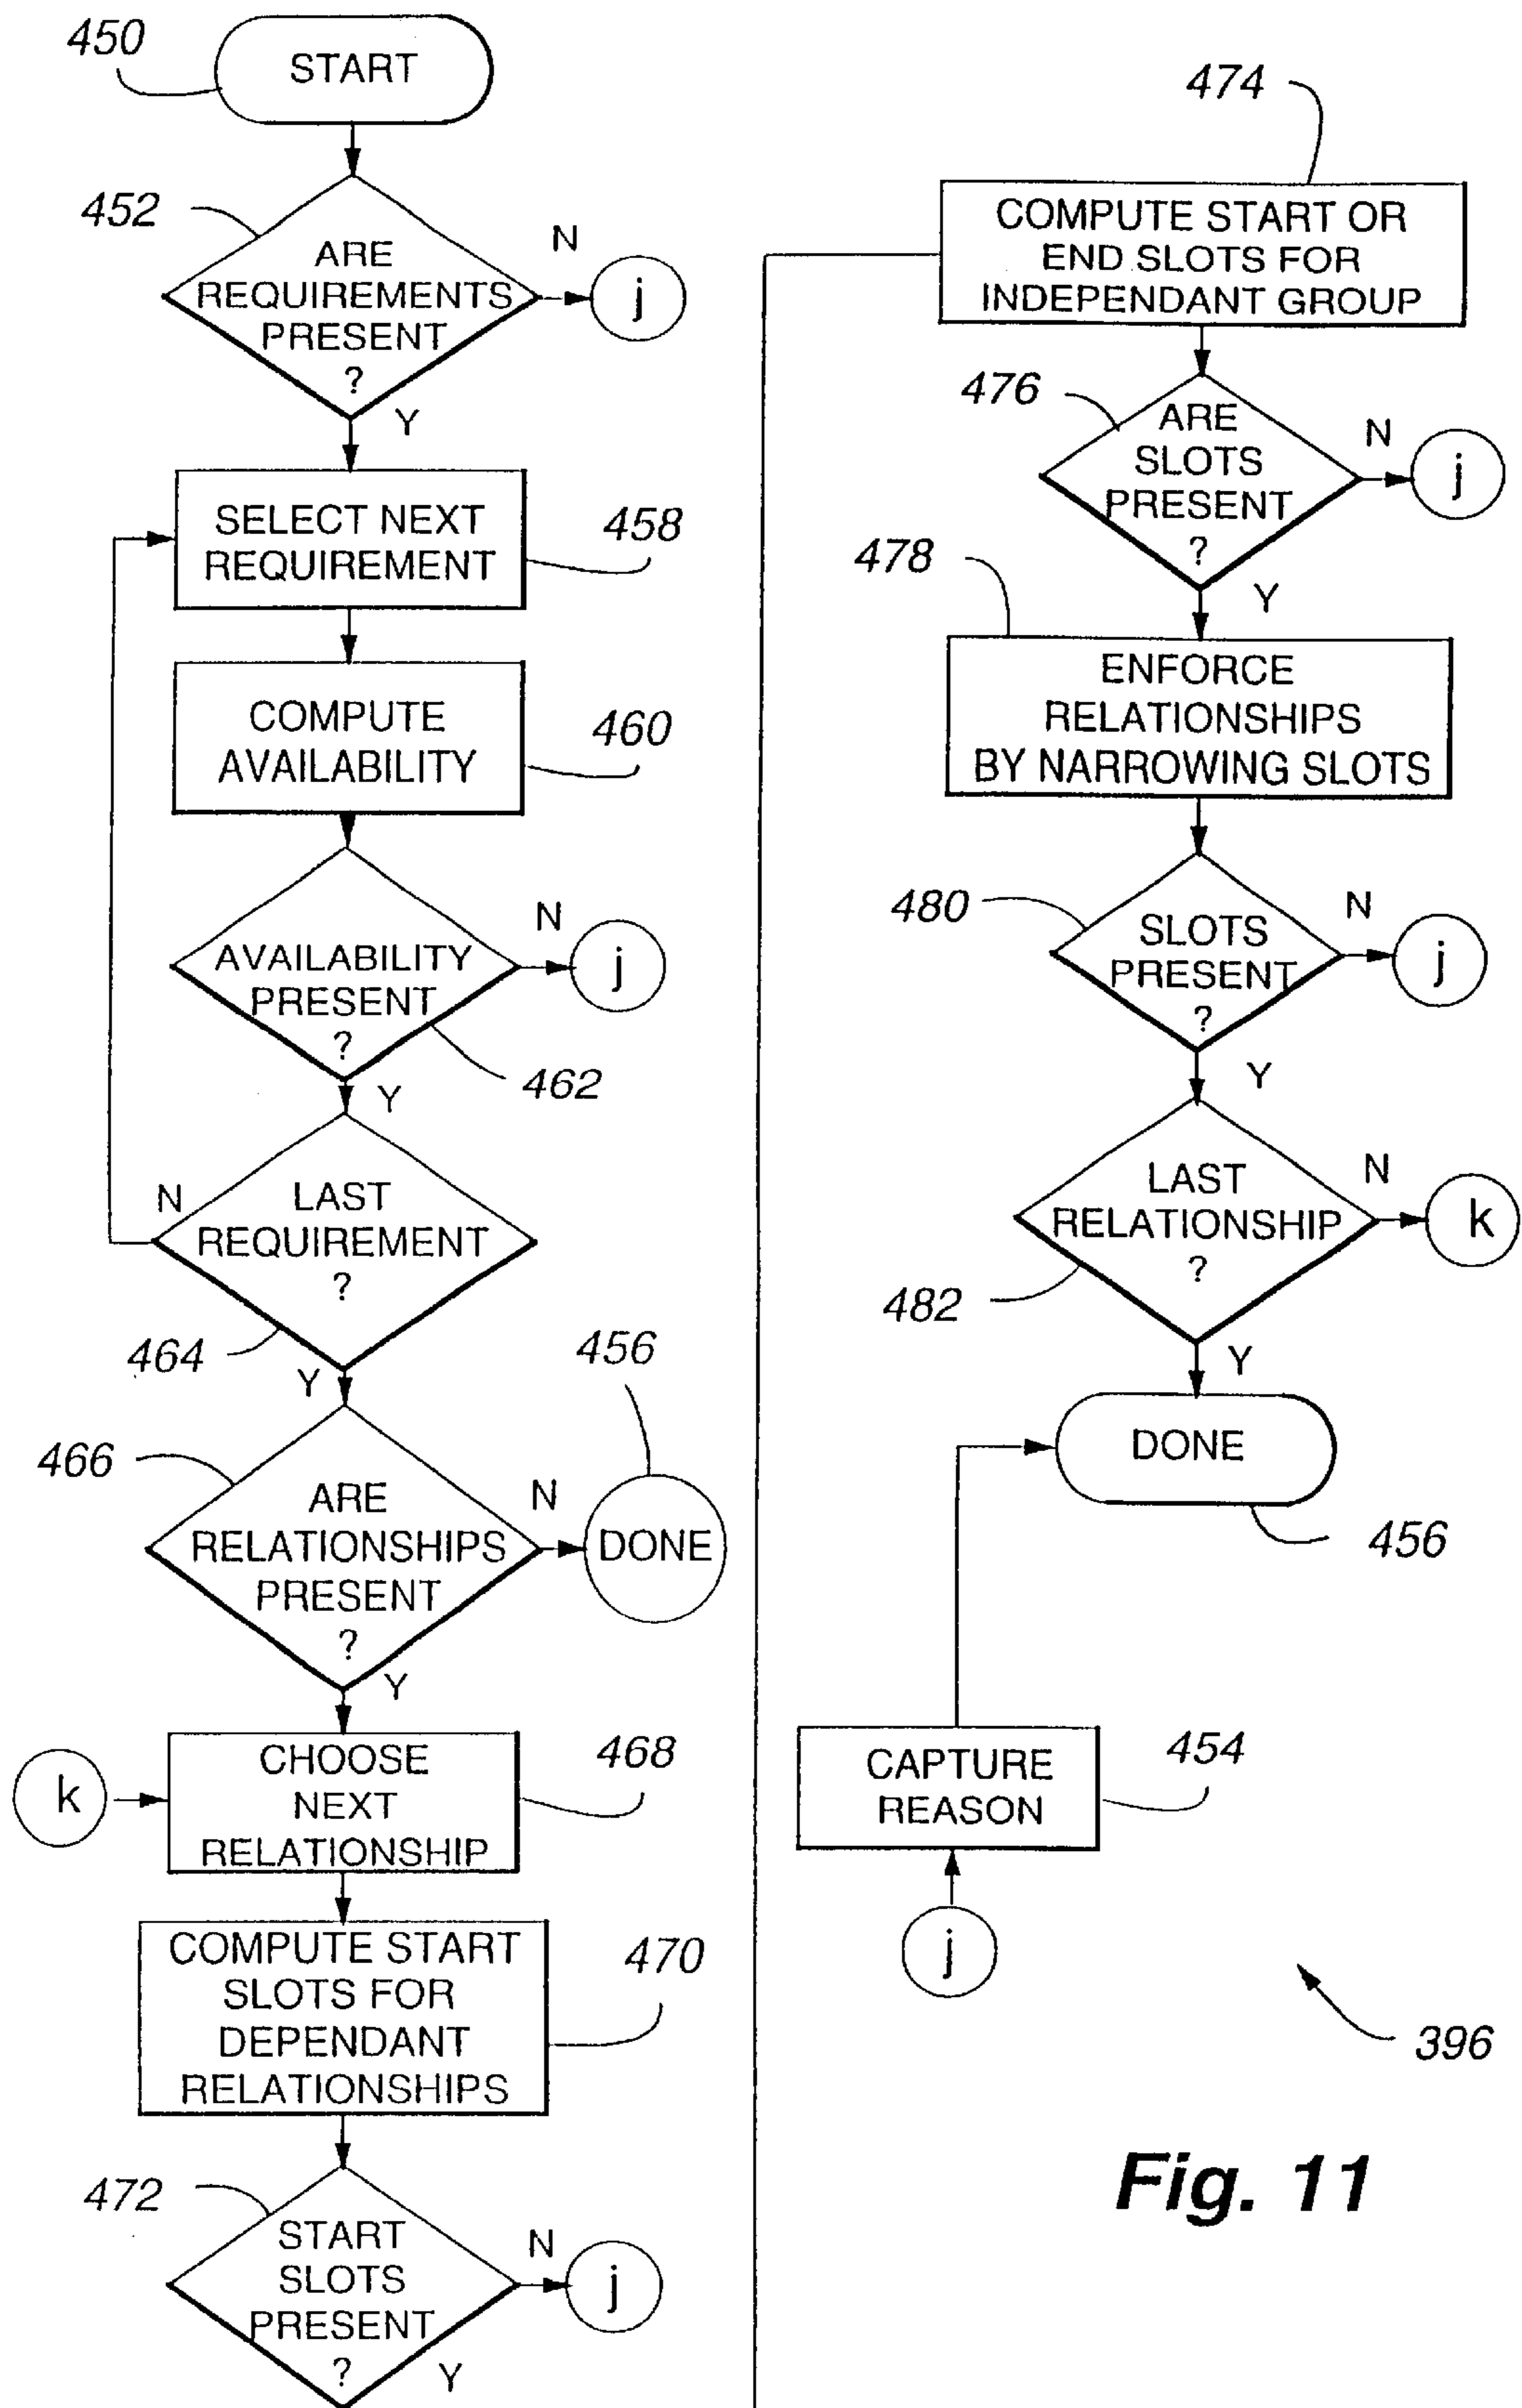 450
START
452
ARE
REQUIREMENTS
PRESENT
?
N
j
Y
SELECT NEXT
REQUIREMENT
458
COMPUTE
AVAILABILITY
460
AVAILABILITY
PRESENT
?
N
j
462
Y
LAST
REQUIREMENT
?
N
464
Y
456
466
ARE
RELATIONSHIPS
PRESENT
?
N
DONE
Y
k
CHOOSE
NEXT
RELATIONSHIP
468
COMPUTE START
SLOTS FOR
DEPENDANT
RELATIONSHIPS
470
472
START
SLOTS
PRESENT
?
N
j
Y
474
COMPUTE START OR
END SLOTS FOR
INDEPENDANT GROUP
476
ARE
SLOTS
PRESENT
?
N
j
Y
478
ENFORCE
RELATIONSHIPS
BY NARROWING SLOTS
480
SLOTS
PRESENT
?
N
j
Y
LAST
RELATIONSHIP
?
N
k
482
Y
DONE
456
CAPTURE
REASON
454
j
396
Fig. 11